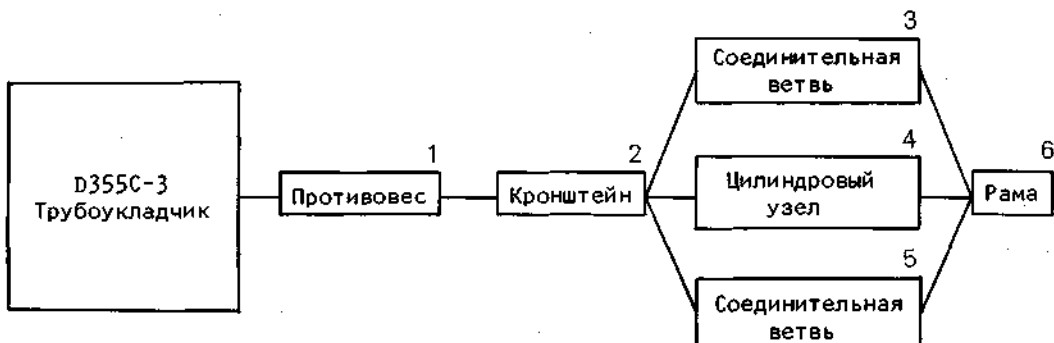 3
Соединительная
ветвь
D355C-3
Трубоукладчик
1
Противовес
2
Кронштейн
4
Цилиндровый
узел
6
Рама
5
Соединительная
ветвь